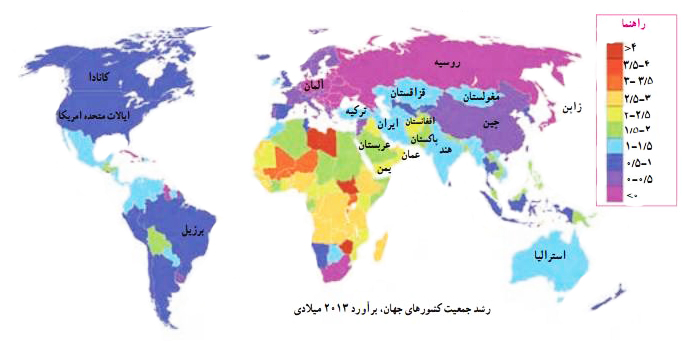 راهنما
>۴
۳/۵-۴
۳- ۳/۵
۲/۵-۳
۲-۲/۵
۱/۵-۲
۱-۱/۵
۰/۵-۱
۰-۰/۵
<۰
کانادا
ایالات متحده آمریکا
برزیل
روسیه
آلمان
قزاقستان
مغولستان
ژاپن
ترکیه
ایران
افغانستان
چین
پاکستان
هند
عربستان
عمان
یمن
استرالیا
رشد جمعیت کشورهای جهان، برآورد ۲۰۱۳ میلادی